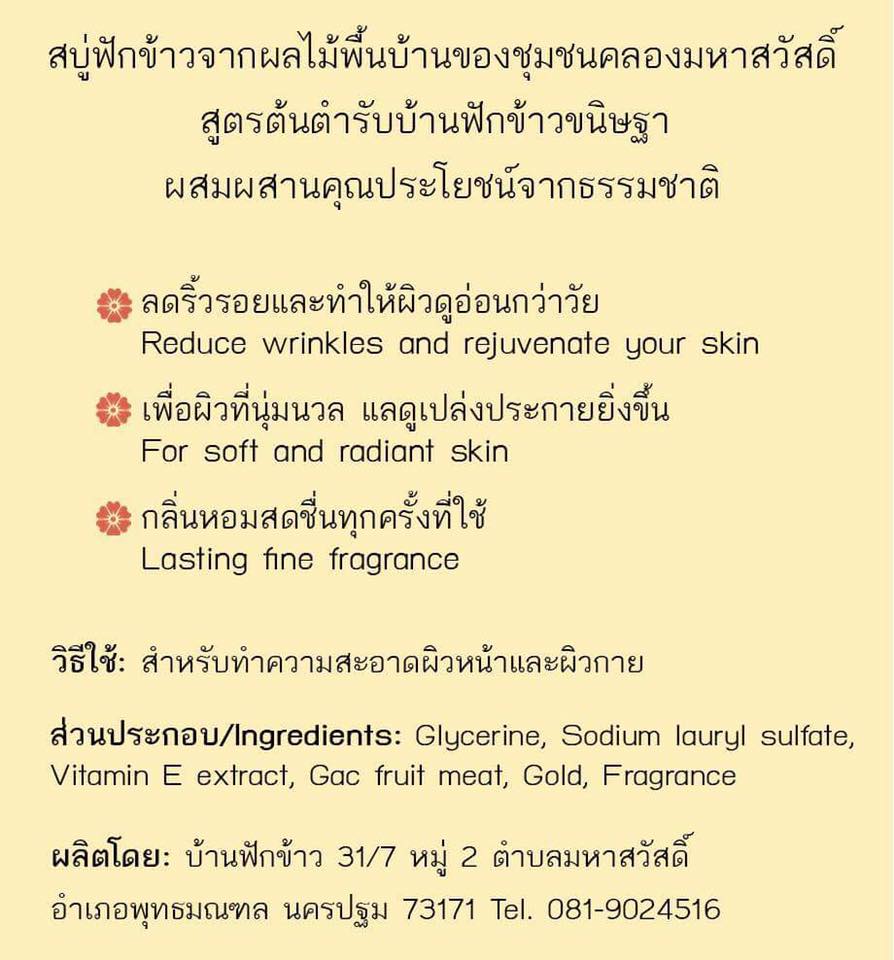 สบู่ฟักข้าวจากผลไม้พื้นบ้านของชุมชนคลองมหาสวัสดิ์
สูตรต้นตำรับบ้านฟักข้าวขนิษฐา
ผสมผสานคุณประโยชน์จากธรรมชาติ
ลดริ้วรอยและทำให้ผิวดูอ่อนกว่าวัย
Reduce wrinkles and rejuvenate your skin
เพื่อผิวที่นุ่มนวล แลดูเปล่งประกายยิ่งขึ้น
For soft and radiant skin
กลิ่นหอมสดชื่นทุกครั้งที่ใช้
Lasting fine fragrance
วิธีใช้: สำหรับทำความสะอาดผิวหน้าและผิวกาย
ส่วนประกอบ/Ingredients: Glycerine, Sodium lauryl sulfate,
Vitamin E extract, Gac fruit meat, Gold, Fragrance
ผลิตโดย: บ้านฟักข้าว 31/7 หมู่ 2 ตำบลมหาสวัสดิ์
อำเภอพุทธมณฑล นครปฐม 73171 Tel. 081-9024516